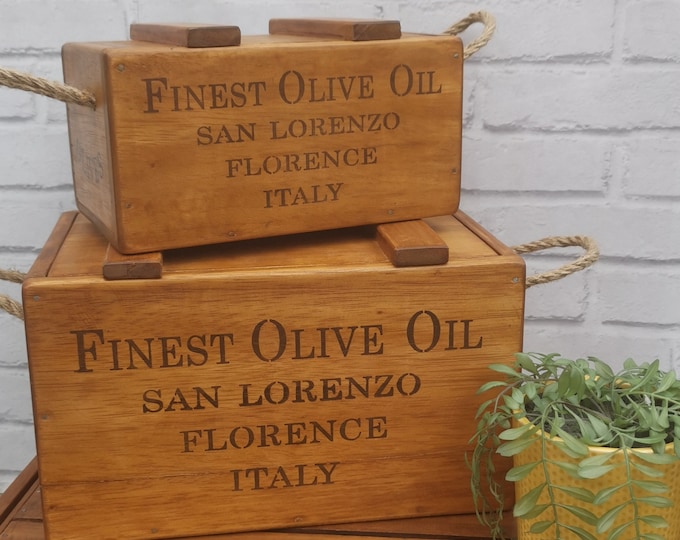 Finest Olive Oil
SAN LORENZO
FLORENCE
ITALY
Finest Olive Oil
SAN LORENZO
FLORENCE
ITALY